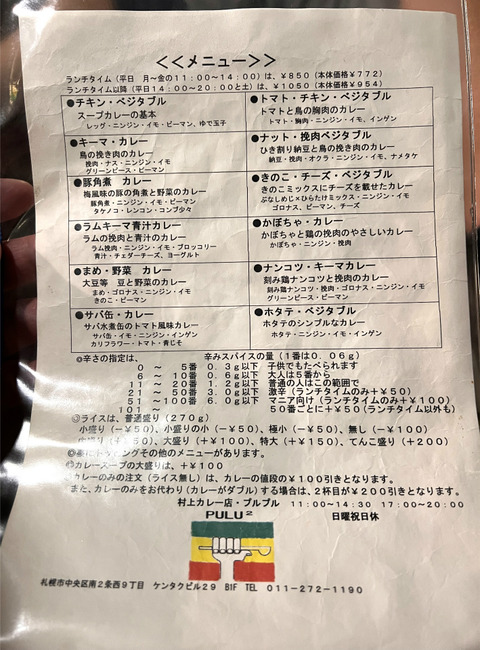 <<メニュー>>
ランチタイム(平日 月～金の11:00～14:00)は、¥850(本体価格¥772)
ランチタイム以降(平日14:00～20:00と土)は、¥1050(本体価格¥954)
●チキン・ベジタブル
スープカレーの基本
レッグ・ニンジン・イモ・ピーマン、ゆで玉子
●トマト・チキン・ベジタブル
トマトと鳥の胸肉のカレー
トマト・胸肉・ニンジン・イモ、インゲン
●キーマ・カレー
鳥の挽き肉のカレー
挽肉・ナス・ニンジン・イモ
グリーンピース・ピーマン
●ナット・挽肉ベジタブル
ひき割り納豆と鳥の挽き肉のカレー
納豆・挽肉・オクラ・ニンジン・イモ、ナメタケ
●豚角煮 カレー
梅風味の豚の角煮と野菜のカレー
豚角煮・ニンジン・イモ・ピーマン
タケノコ・レンコン・コンブ少々
●きのこ・チーズ・ベジタブル
きのこミックスにチーズを載せたカレー
ぶなしめじ×ひらたけミックス・ニンジン・イモ
ゴロナス、ピーマン、チーズ
●ラムキーマ青汁カレー
ラムの挽肉と青汁のカレー
ラム挽肉・ニンジン・イモ・ブロッコリー
青汁・チェダーチーズ、ヨーグルト
●かぼちゃ・カレー
かぼちゃと鶏の挽肉のやさしいカレー
かぼちゃ・ニンジン・挽肉
●まめ・野菜 カレー
大豆等 豆と野菜のカレー
まめ・ゴロナス・ニンジン・イモ
きのこ・ピーマン
●ナンコツ・キーマカレー
刻み鶏ナンコツと挽肉のカレー
刻み鶏ナンコツ・挽肉・ゴロナス・ニンジン・イモ
グリーンピース・ピーマン
●サバ缶・カレー
サバ水煮缶のトマト風味カレー
サバ缶・イモ・ニンジン・インゲン
カリフラワー・トマト・青じそ
●ホタテ・ベジタブル
ホタテのシンプルなカレー
ホタテ・ニンジン・イモ・インゲン
◎辛さの指定は、 辛みスパイスの量(1番は0.06g)
0 ～ 5番 0.3g以下 子供でもたべられます
6 ～ 10番 0.6g以下 大人は5番から
11 ～ 20番 1.2g以下 普通の人はこの範囲で
21 ～ 50番 3.0g以下 激辛(ランチタイムのみ+¥50)
51 ～ 100番 6.0g以下 マニア向け(ランチタイムのみ+¥100)
101 ～ 50番ごとに+¥50(ランチタイム以外も)
◎ライスは、普通盛り(270g)
小盛り(-¥50)、小盛りの小(-¥50)、極小(-¥50)、無し(-¥100)
(+¥50)、大盛り(+¥100)、特大(+150)、てんこ盛り(+200)
◎他にトッピングその他のメニューがあります。
◎カレースープの大盛りは、+¥100
◎カレーのみの注文(ライス無し)は、カレーの値段の¥100引きとなります。
また、カレーのみをお代わり(カレーがダブル)する場合は、2杯目が¥200引きとなります。
村上カレー店・プルプル 11:00～14:30 17:00～20:00
PULU² 日曜祝日休
札幌市中央区南2条西9丁目 ケンタクビル29 B1F TEL 011-272-1190